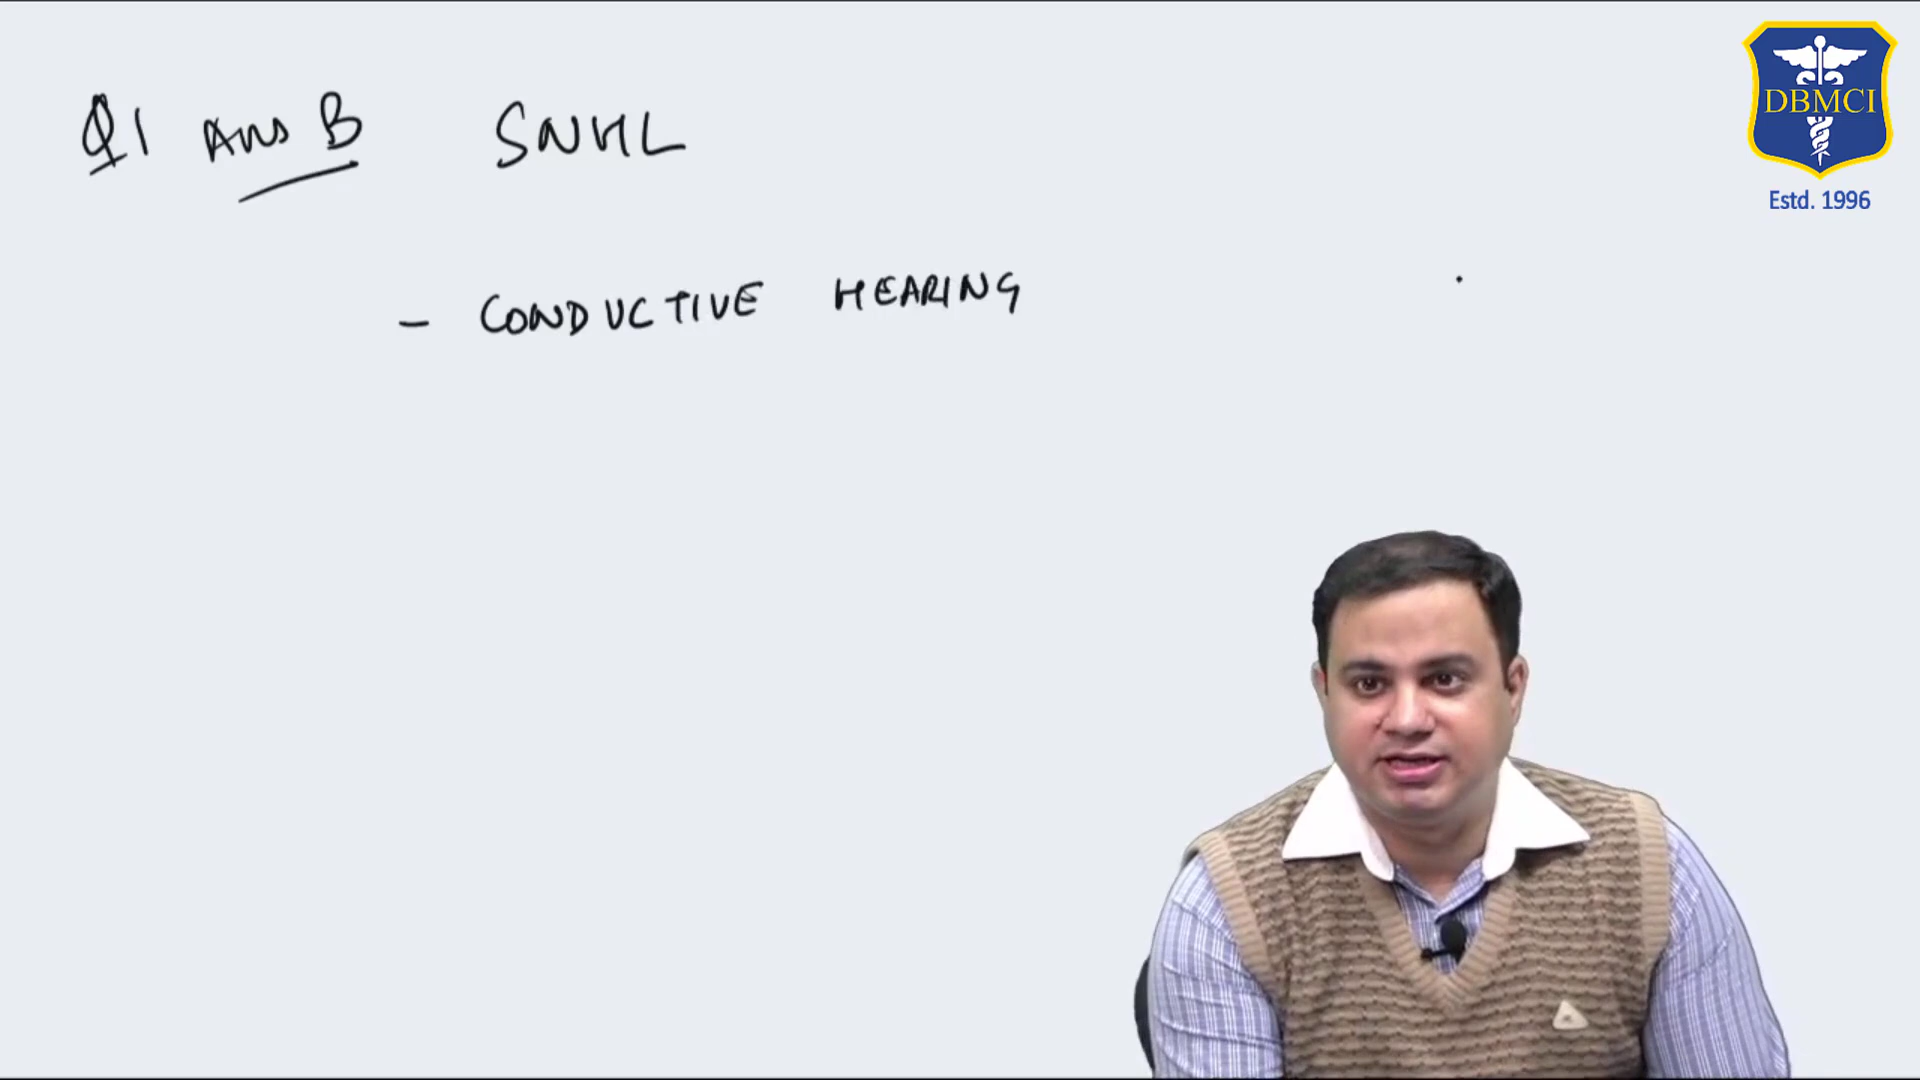 Q1 Ans B SNHL
- CONDUCTIVE HEARING
DBMCI
Estd. 1996